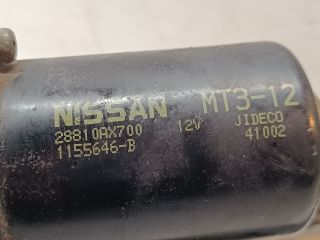 NISSAN MT3-12
28810AX700 12V JIDECO
1155646-B 41002